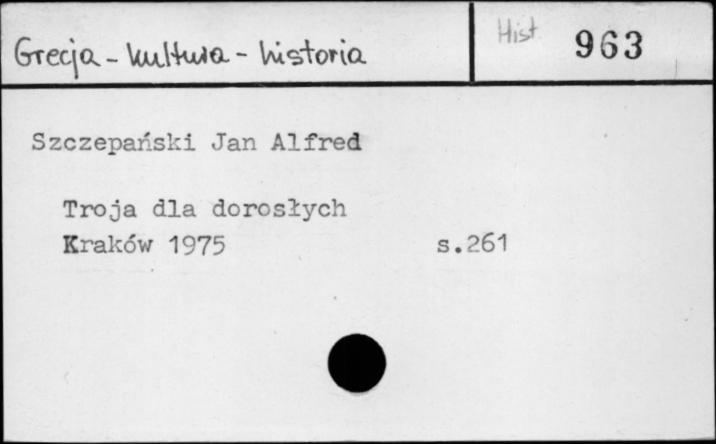 Grecja - kultura - historia
Hist. 963
Szczepański Jan Alfred
Troja dla dorosłych
Kraków 1975 s.261